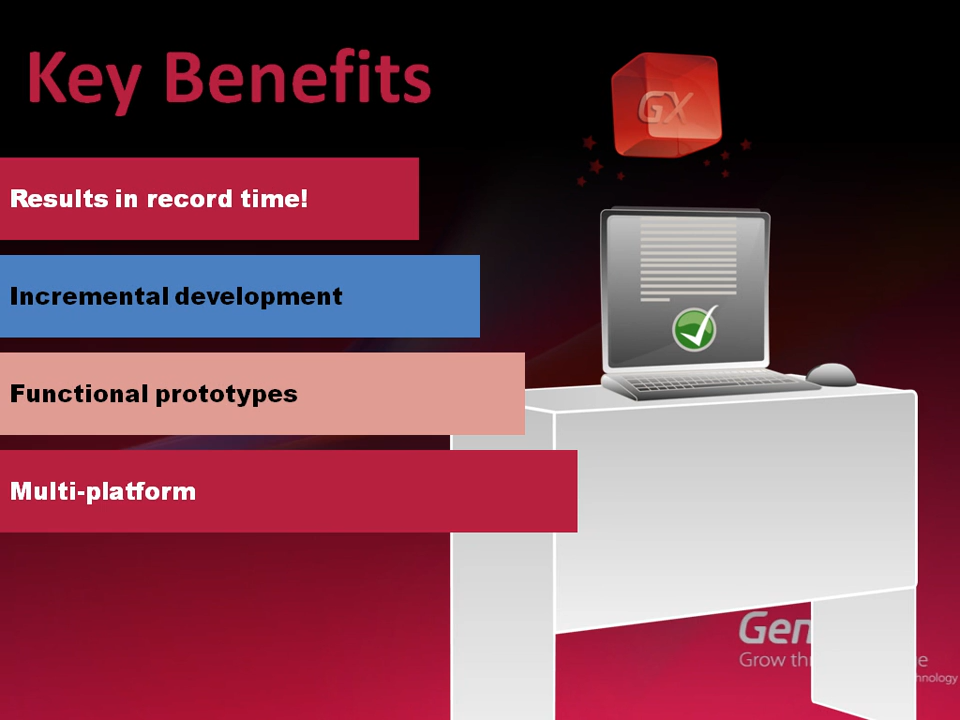 Key Benefits
GX
Results in record time!
Incremental development
Functional prototypes
Multi-platform